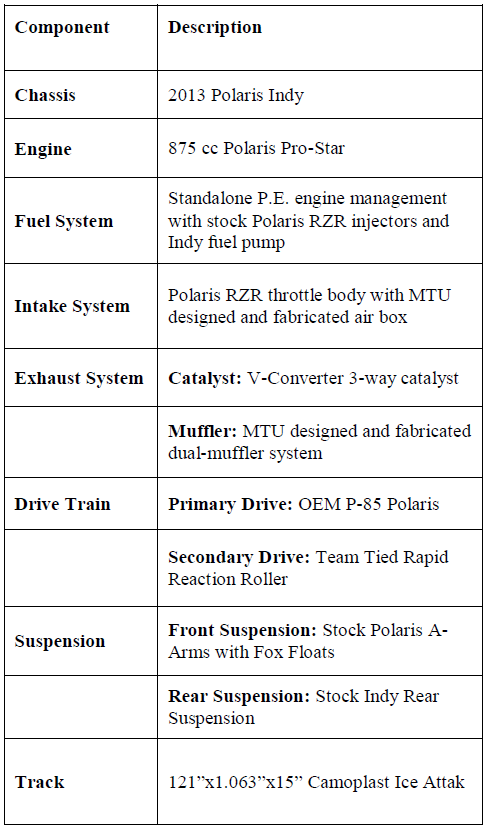 Component Description
Chassis 2013 Polaris Indy
Engine 875 cc Polaris Pro-Star
Fuel System Standalone P.E. engine management
with stock Polaris RZR injectors and
Indy fuel pump
Intake System Polaris RZR throttle body with MTU
designed and fabricated air box
Exhaust System Catalyst: V-Converter 3-way catalyst
Muffler: MTU designed and fabricated
dual-muffler system
Drive Train Primary Drive: OEM P-85 Polaris
Secondary Drive: Team Tied Rapid
Reaction Roller
Suspension Front Suspension: Stock Polaris A-
Arms with Fox Floats
Rear Suspension: Stock Indy Rear
Suspension
Track 121”x1.063”x15” Camoplast Ice Attak